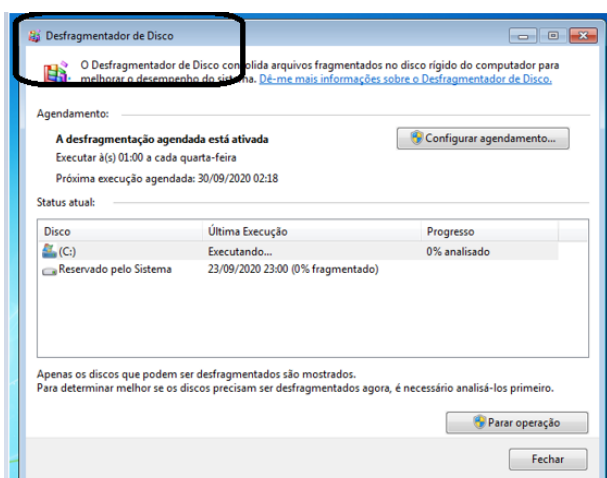 Desfragmentador de Disco
O Desfragmentador de Disco consolida arquivos fragmentados no disco rígido do computador para
melhorar o desempenho do sistema. Dê-me mais informações sobre o Desfragmentador de Disco.
Agendamento:
A desfragmentação agendada está ativada
Configurar agendamento...
Executar à(s) 01:00 a cada quarta-feira
Próxima execução agendada: 30/09/2020 02:18
Status atual:
Disco Última Execução Progresso
(C:) Executando... 0% analisado
Reservado pelo Sistema 23/09/2020 23:00 (0% fragmentado)
Apenas os discos que podem ser desfragmentados são mostrados.
Para determinar melhor se os discos precisam ser desfragmentados agora, é necessário analisá-los primeiro.
Parar operação
Fechar